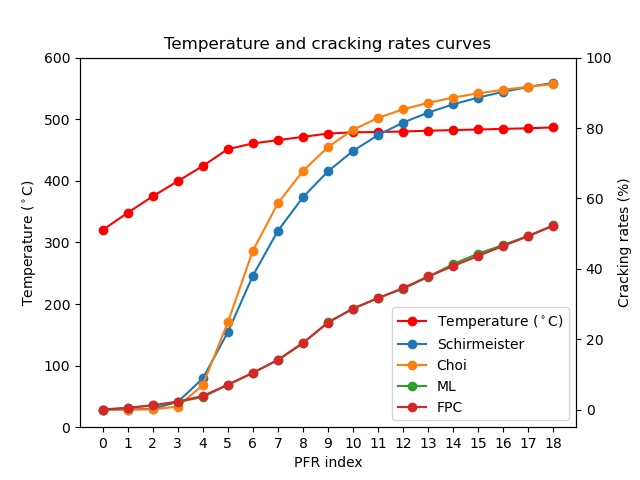 Temperature and cracking rates curves
Temperature (°C)
600
500
400
300
200
100
0
100
80
60
40
20
0
Cracking rates (%)
Temperature (°C)
Schirmeister
Choi
ML
FPC
0 1 2 3 4 5 6 7 8 9 10 11 12 13 14 15 16 17 18
PFR index